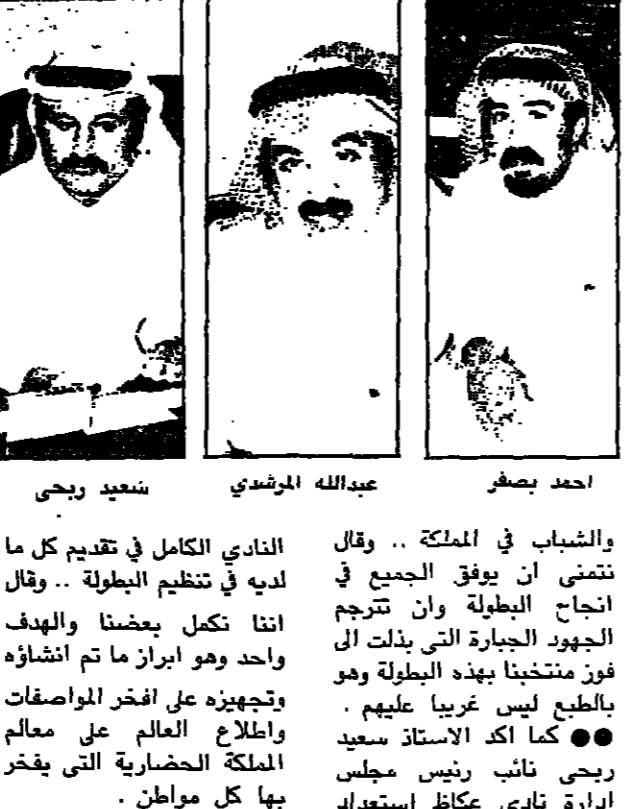 احمد بصفر
عبدالله المرشدي
سعيد ربحى
والشباب في المملكة .. وقال
نتمنى ان يوفق الجميع في
انجاح البطولة وان تترجم
الجهود الجبارة التى بذلت الى
فوز منتخبنا بهذه البطولة وهو
بالطبع ليس غريبا عليهم .
●● كما اكد الاستاذ سعيد
ربحى نائب رئيس مجلس
ادارة نادى عكاظ استعداد
النادي الكامل في تقديم كل ما
لديه في تنظيم البطولة .. وقال
اننا نكمل بعضنا والهدف
واحد وهو ابراز ما تم انشاؤه
وتجهيزه على افخر المواصفات
واطلاع العالم على معالم
المملكة الحضارية التى يفخر
بها كل مواطن .